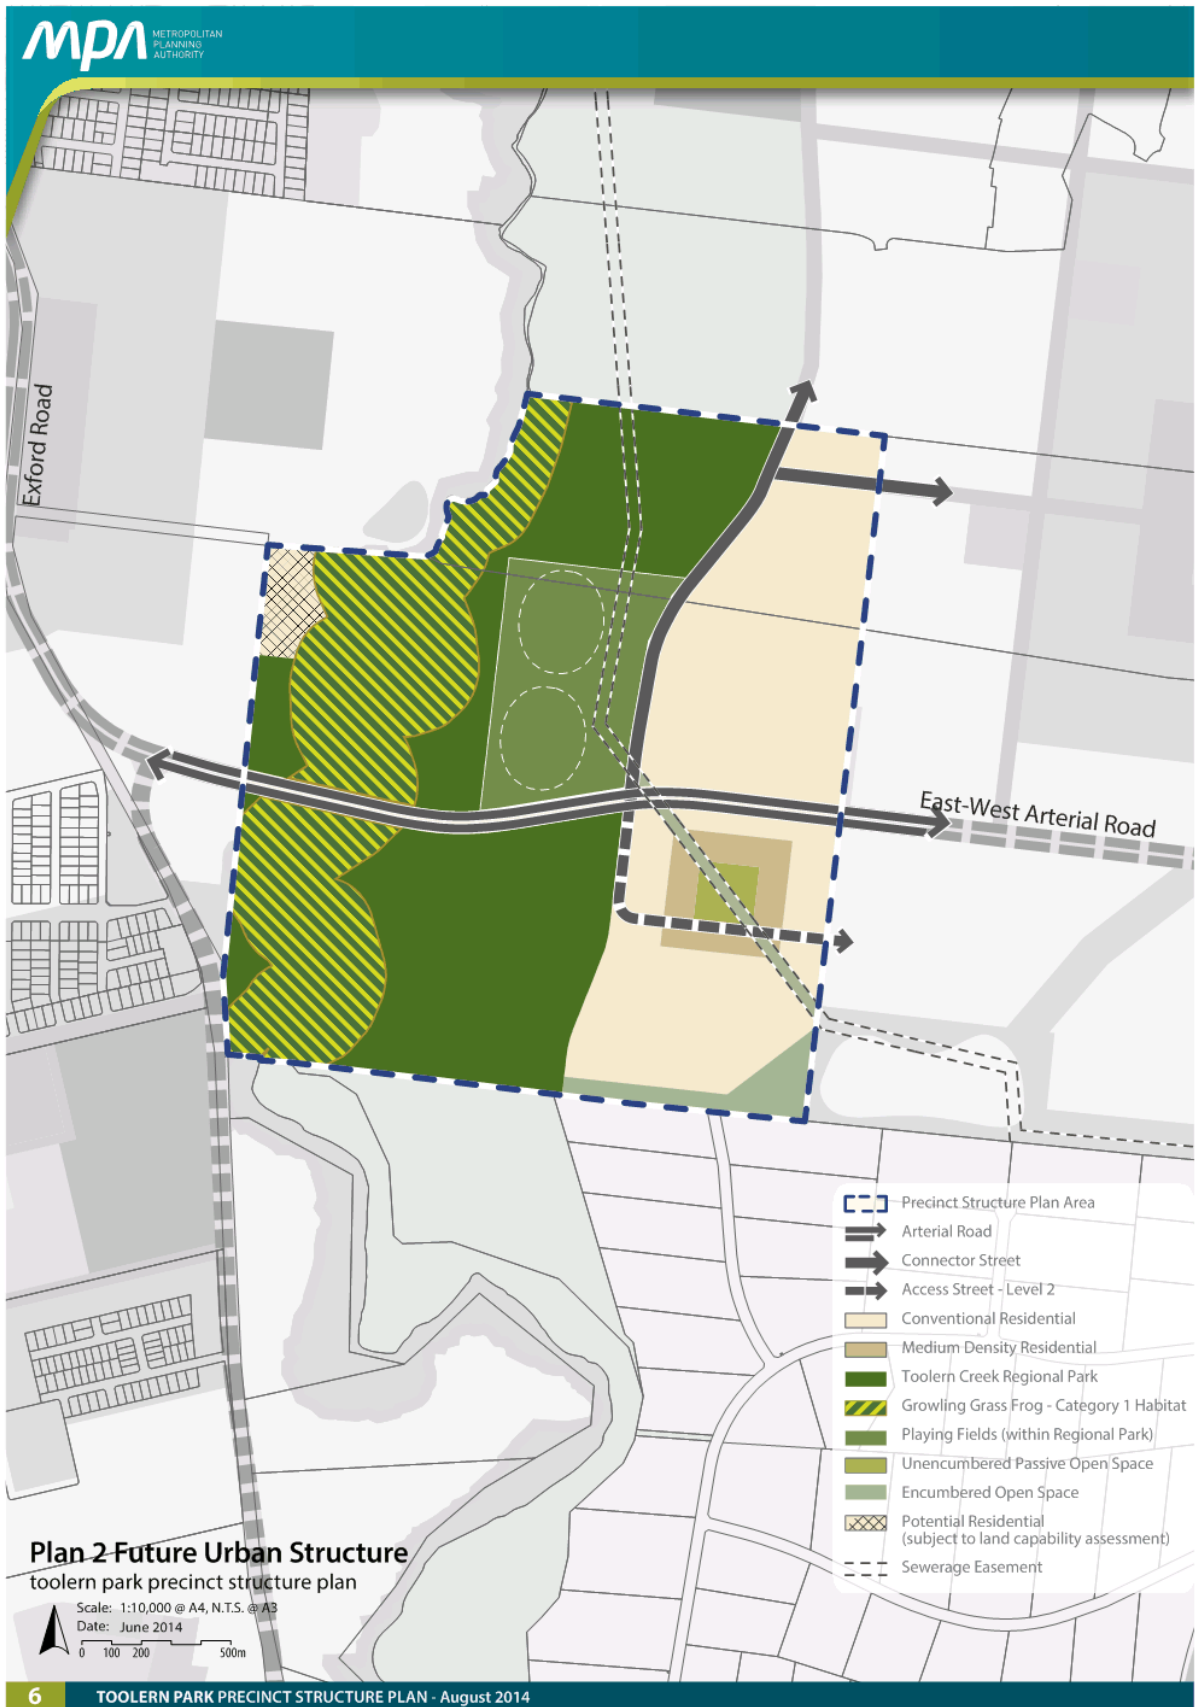 MPA
METROPOLITAN
PLANNING
AUTHORITY
Exford Road
East-West Arterial Road
Precinct Structure Plan Area
Arterial Road
Connector Street
Access Street - Level 2
Conventional Residential
Medium Density Residential
Toolern Creek Regional Park
Growling Grass Frog - Category 1 Habitat
Playing Fields (within Regional Park)
Unencumbered Passive Open Space
Encumbered Open Space
Potential Residential
(subject to land capability assessment)
Sewerage Easement
Plan 2 Future Urban Structure
toolern park precinct structure plan
Scale: 1:10,000 @ A4, N.T.S. @ A3
Date: June 2014
0 100 200 500m
6 TOOLERN PARK PRECINCT STRUCTURE PLAN - August 2014